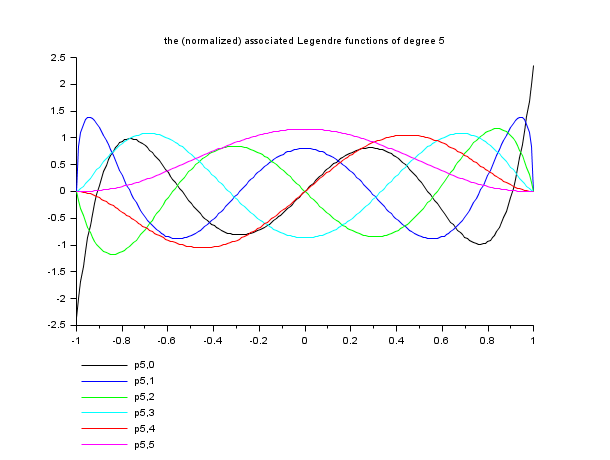 the (normalized) associated Legendre functions of degree 5
2.5
2
1.5
1
0.5
0
-0.5
-1
-1.5
-2
-2.5
-1 -0.8 -0.6 -0.4 -0.2 0 0.2 0.4 0.6 0.8 1
p5,0
p5,1
p5,2
p5,3
p5,4
p5,5